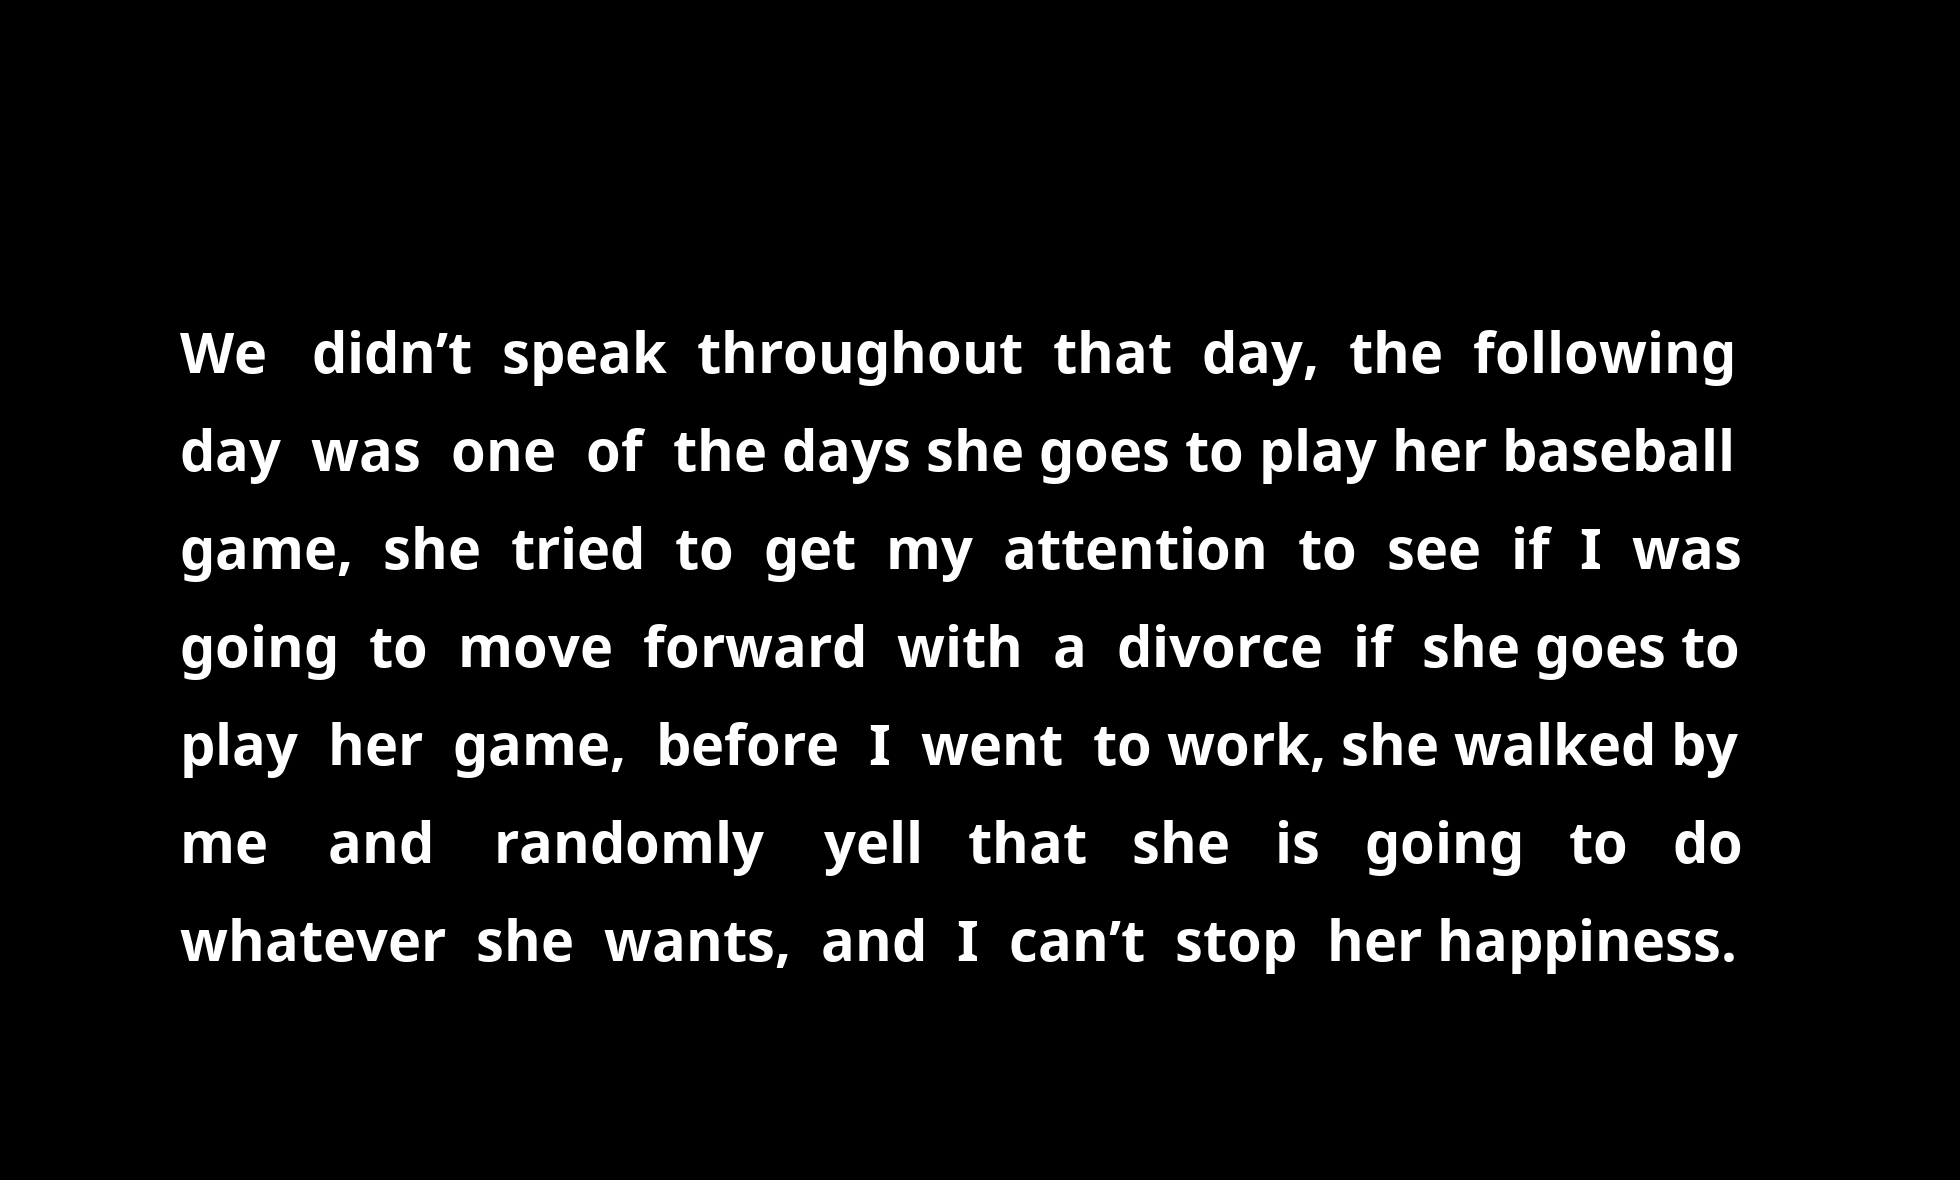 We didn’t speak throughout that day, the following
day was one of the days she goes to play her baseball
game, she tried to get my attention to see if I was
going to move forward with a divorce if she goes to
play her game, before I went to work, she walked by
me and randomly yell that she is going to do
whatever she wants, and I can’t stop her happiness.